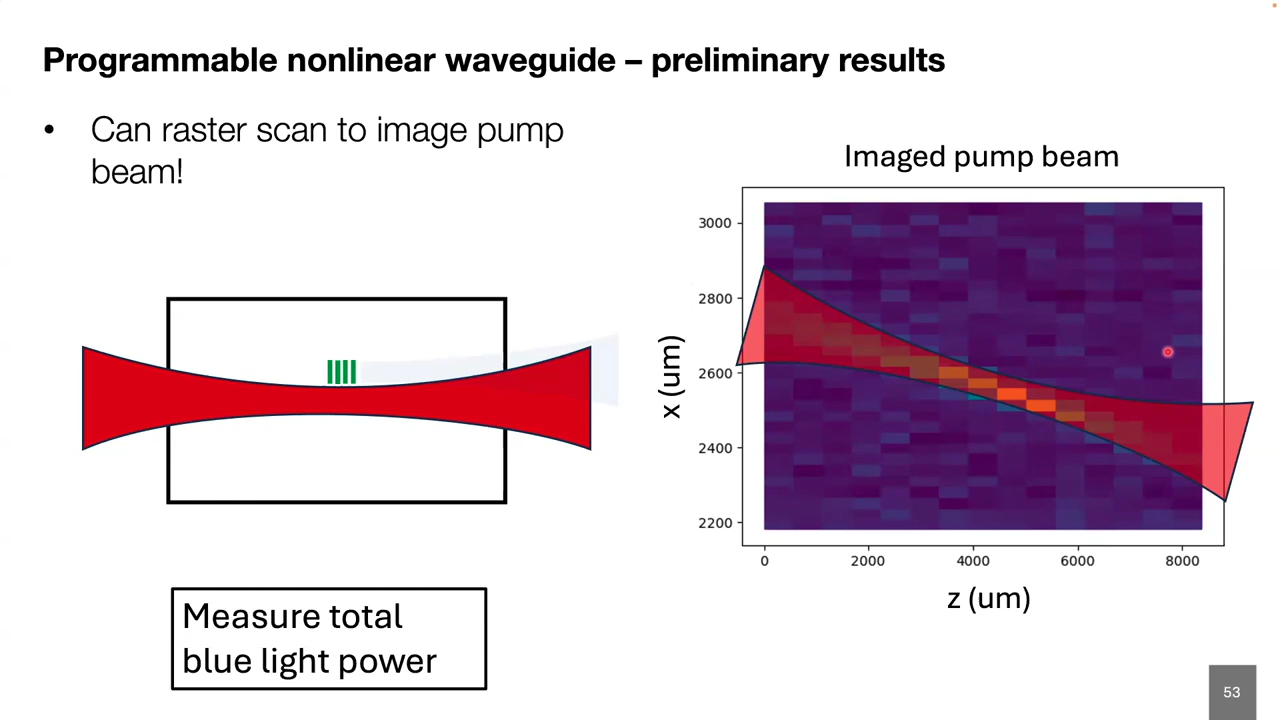 Programmable nonlinear waveguide – preliminary results
• Can raster scan to image pump
beam!
Measure total
blue light power
Imaged pump beam
x (um)
3000
2800
2600
2400
2200
0 2000 4000 6000 8000
z (um)
53